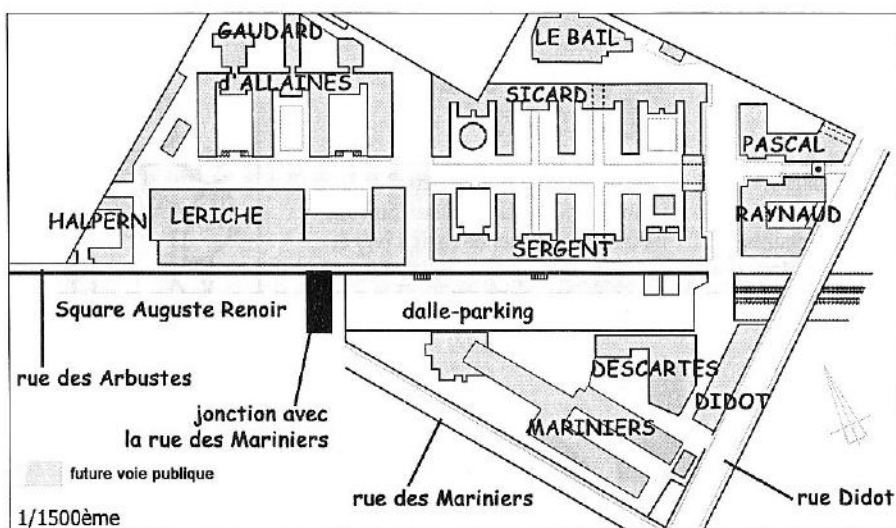 GAUDARD
d'ALLAINES
LE BAIL
SICARD
PASCAL
HALPERN
LERICHE
RAYNAUD
SERGENT
Square Auguste Renoir
dalle-parking
rue des Arbustes
DESCARTES
DIDOT
jonction avec
la rue des Mariniers
MARINIERS
future voie publique
rue des Mariniers
rue Didot
1/1500ème